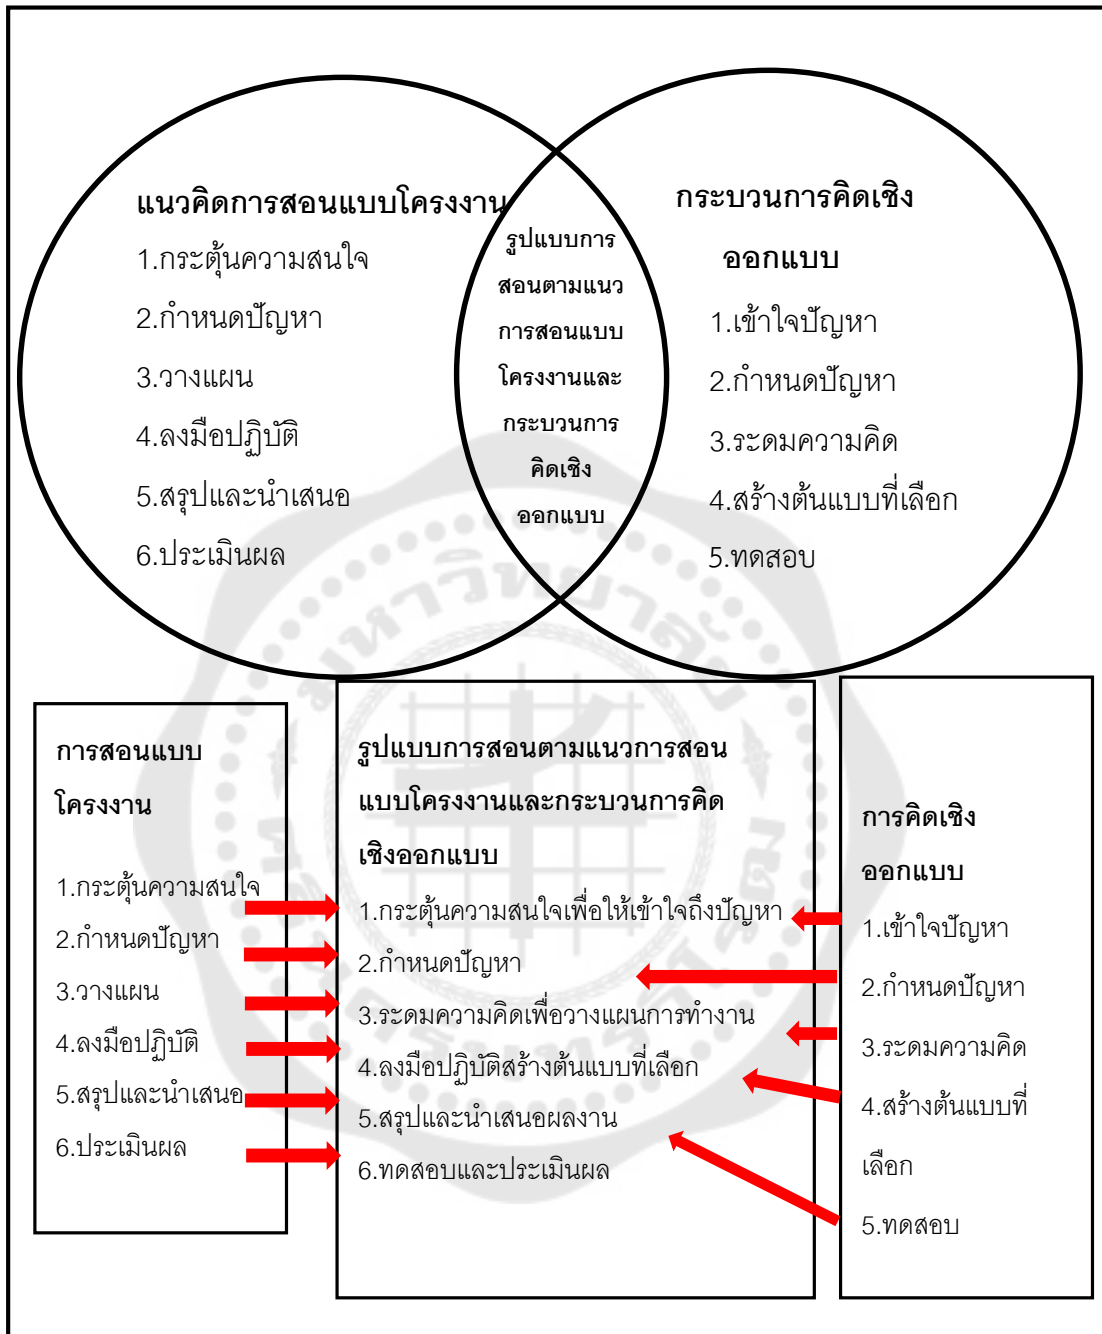 แนวคิดการสอนแบบโครงงาน
1.กระตุ้นความสนใจ
2.กำหนดปัญหา
3.วางแผน
4.ลงมือปฏิบัติ
5.สรุปและนำเสนอ
6.ประเมินผล
รูปแบบการ
สอนตามแนว
การสอนแบบ
โครงงานและ
กระบวนการ
คิดเชิง
ออกแบบ
กระบวนการคิดเชิง
ออกแบบ
1.เข้าใจปัญหา
2.กำหนดปัญหา
3.ระดมความคิด
4.สร้างต้นแบบที่เลือก
5.ทดสอบ
มหาวิทยาลัย
ศรีนครินทรวิโรฒ
การสอนแบบ
โครงงาน
1.กระตุ้นความสนใจ
2.กำหนดปัญหา
3.วางแผน
4.ลงมือปฏิบัติ
5.สรุปและนำเสนอ
6.ประเมินผล
รูปแบบการสอนตามแนวการสอน
แบบโครงงานและกระบวนการคิด
เชิงออกแบบ
1.กระตุ้นความสนใจเพื่อให้เข้าใจถึงปัญหา
2.กำหนดปัญหา
3.ระดมความคิดเพื่อวางแผนการทำงาน
4.ลงมือปฏิบัติสร้างต้นแบบที่เลือก
5.สรุปและนำเสนอผลงาน
6.ทดสอบและประเมินผล
การคิดเชิง
ออกแบบ
1.เข้าใจปัญหา
2.กำหนดปัญหา
3.ระดมความคิด
4.สร้างต้นแบบที่
เลือก
5.ทดสอบ